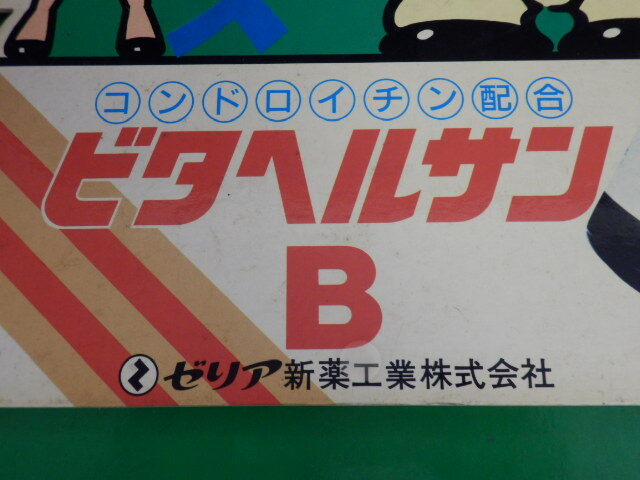 コンドロイチン配合
ビタヘルサン
B
ゼリア新薬工業株式会社